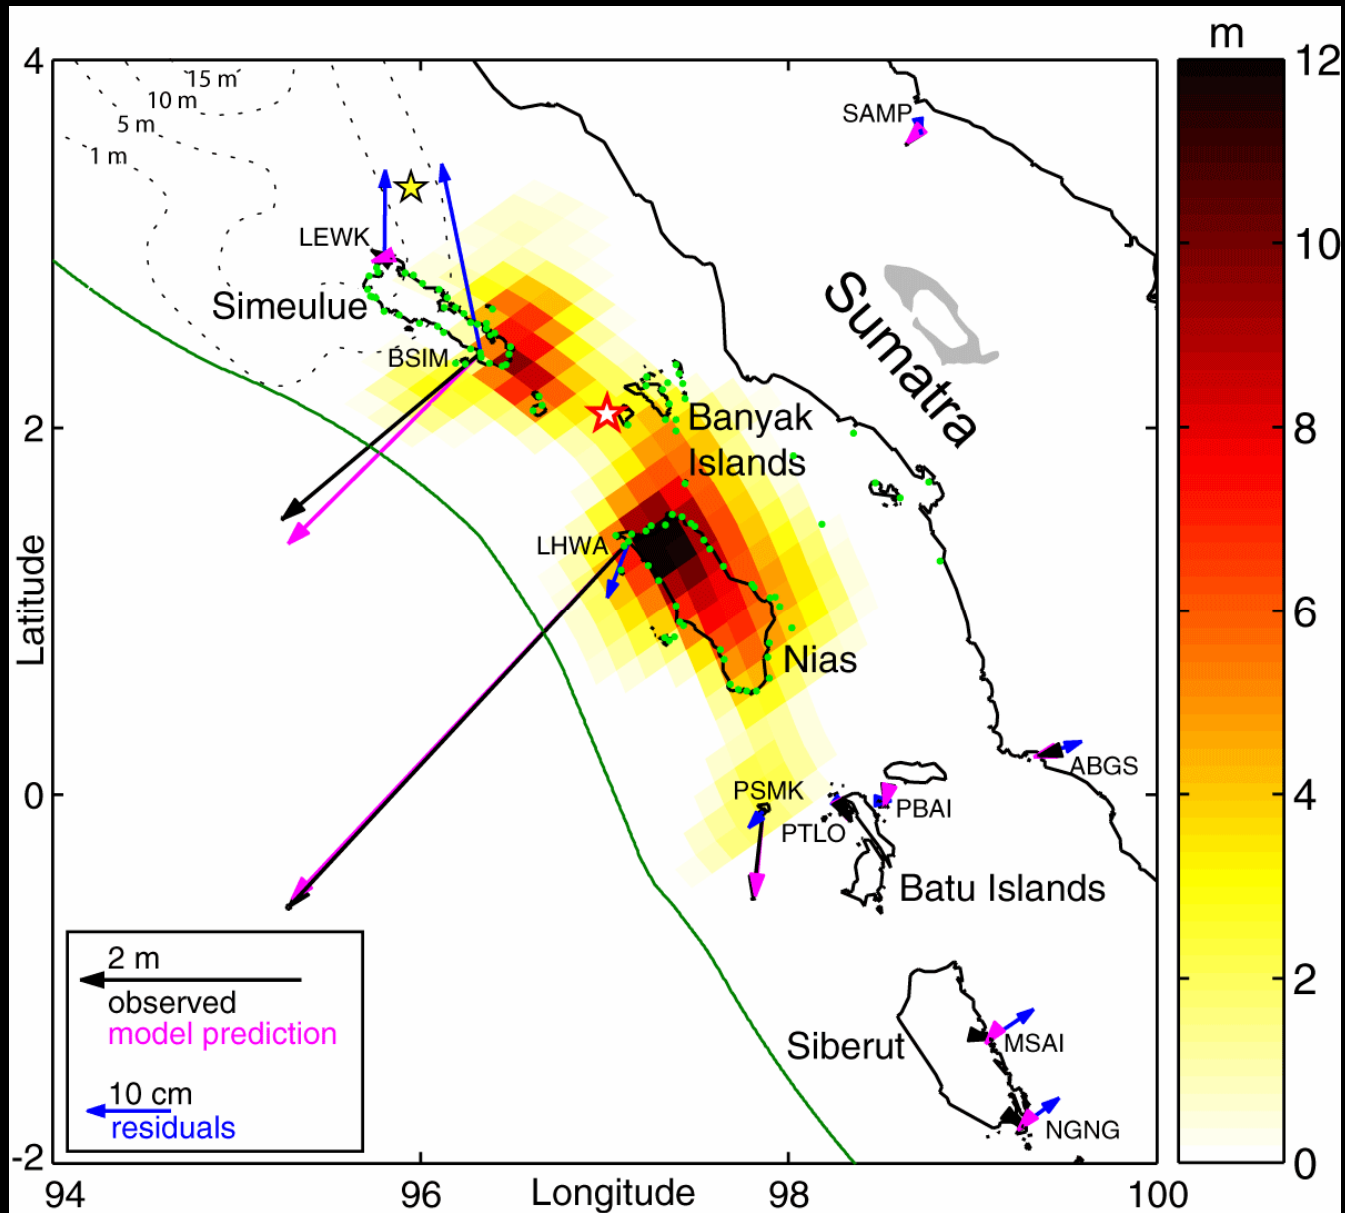 m
4
2
0
-2
94
96
98
100
Latitude
Longitude
15 m
10 m
5 m
1 m
SAMP
LEWK
Simeulue
BSIM
Sumatra
Banyak
Islands
LHWA
Nias
PSMK
PTLO
PBAI
ABGS
Batu Islands
Siberut
MSAI
NGNG
2 m
observed
model prediction
10 cm
residuals
12
10
8
6
4
2
0